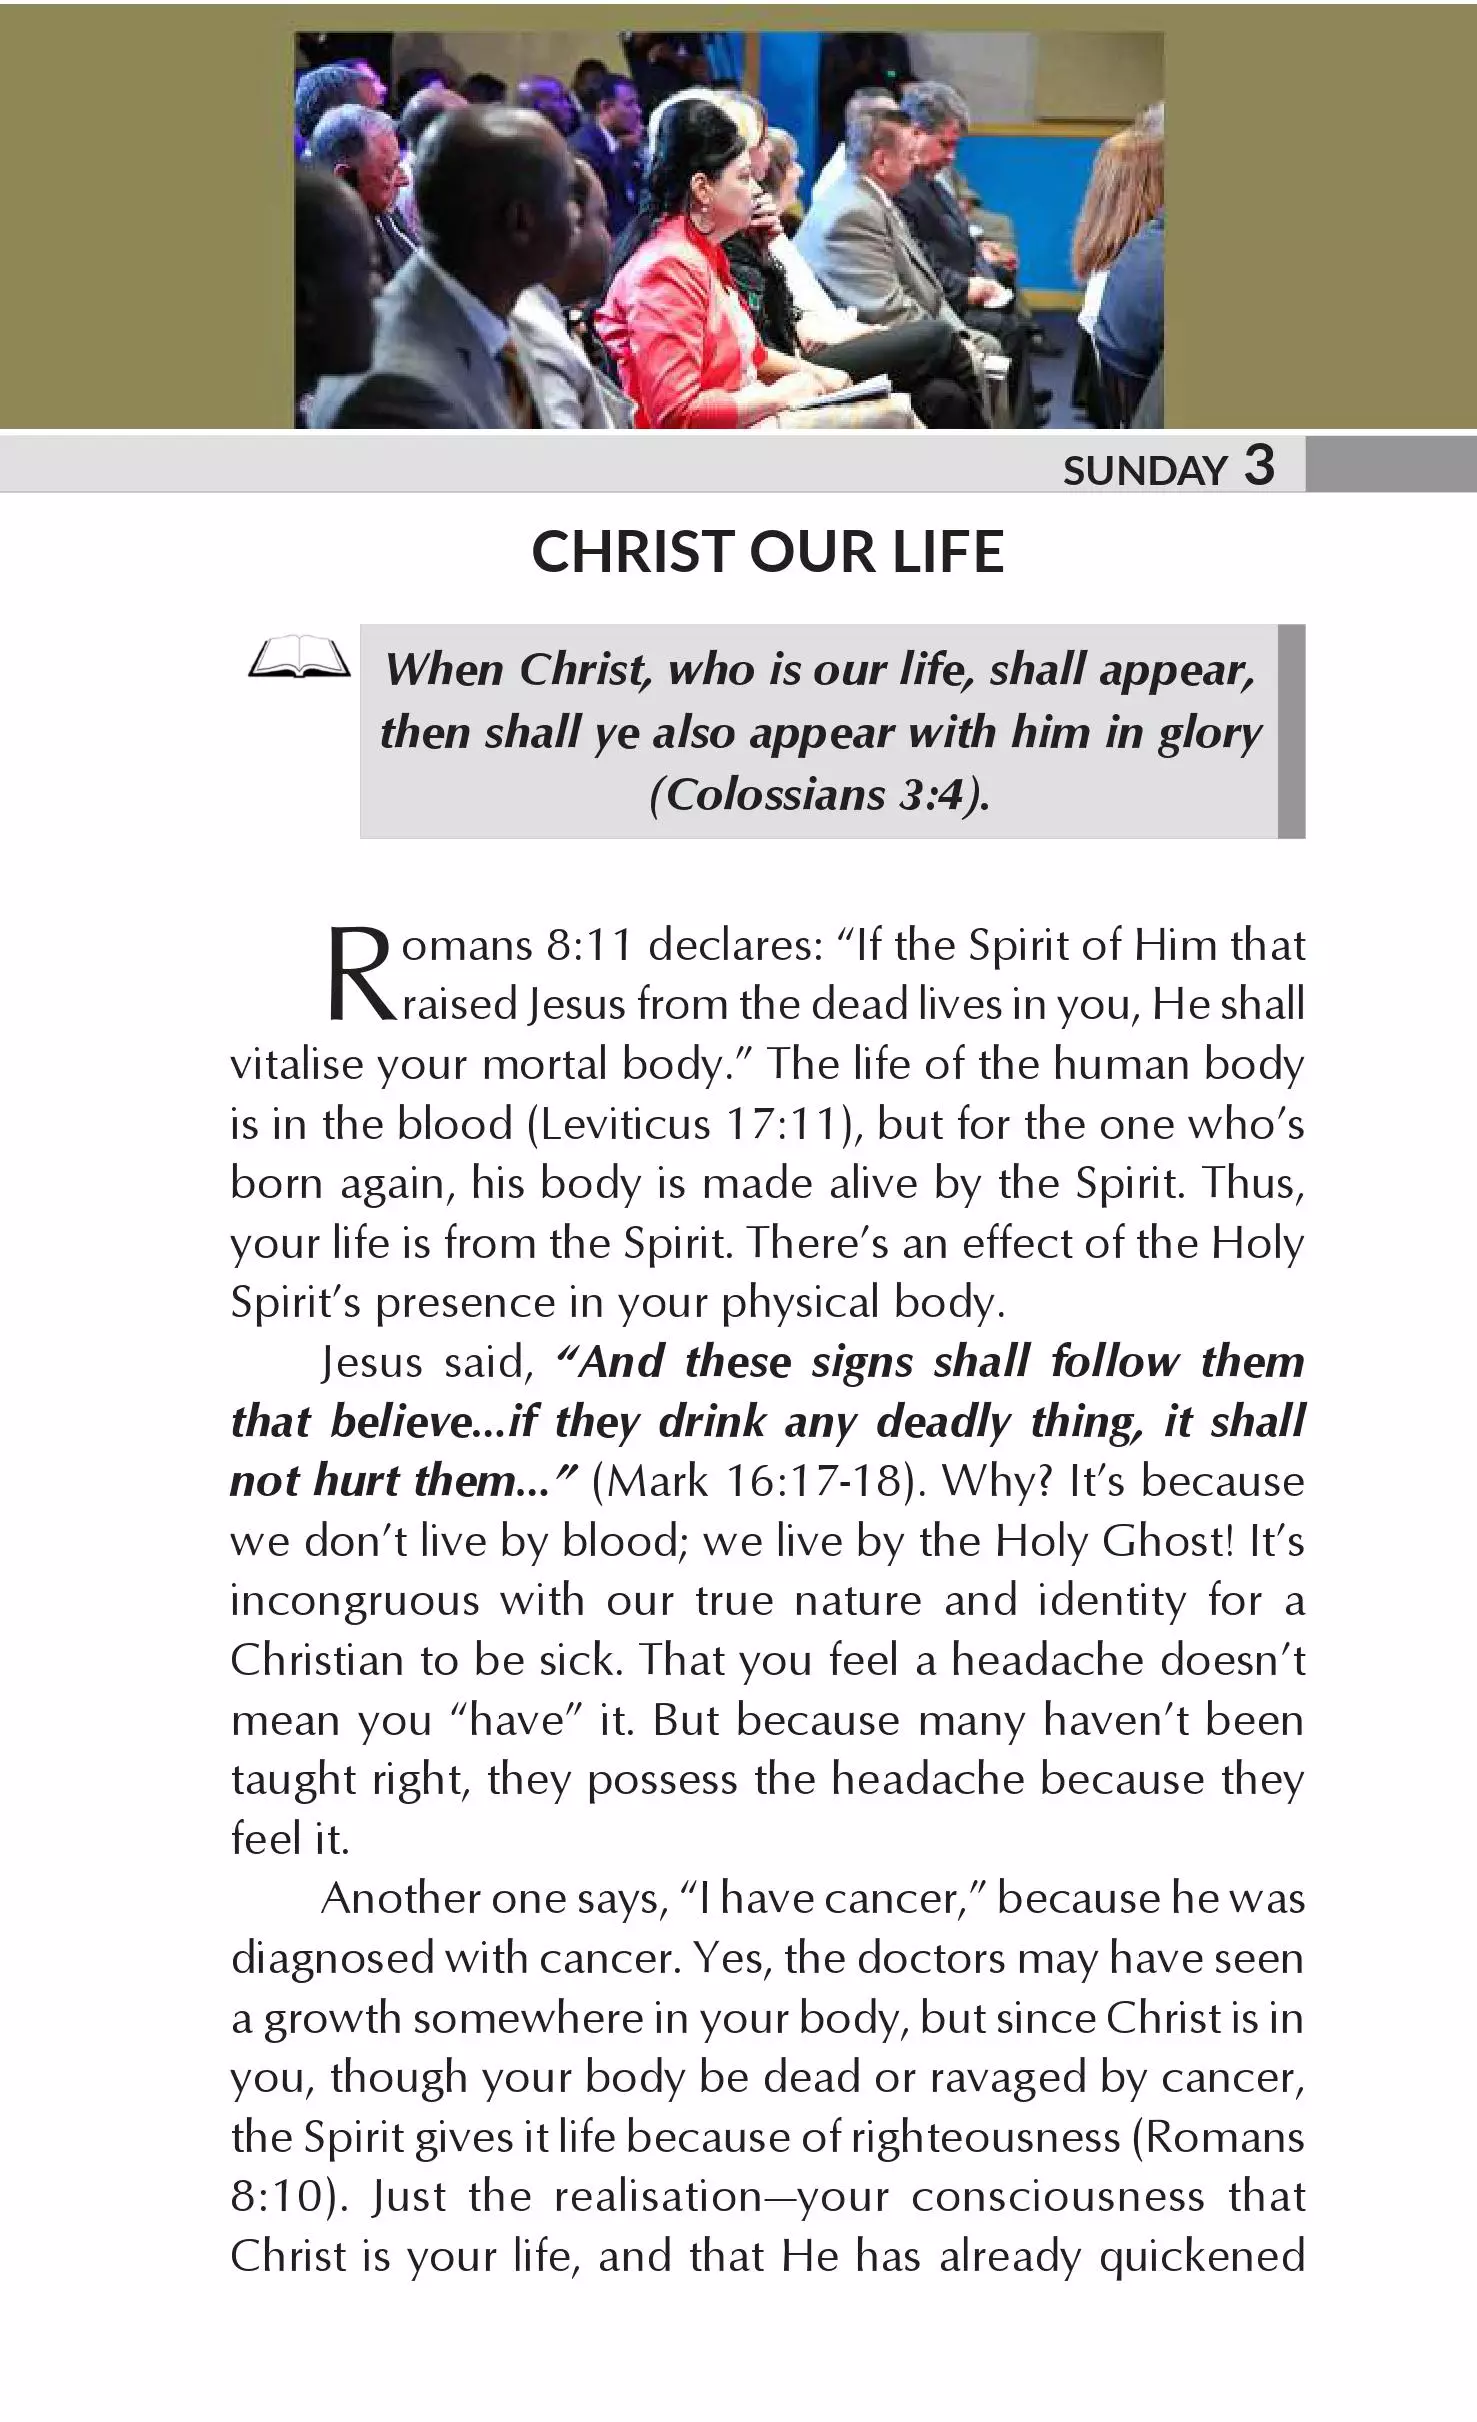 SUNDAY 3
CHRIST OUR LIFE
When Christ, who is our life, shall appear,
then shall ye also appear with him in glory
(Colossians 3:4).
Romans 8:11 declares: “If the Spirit of Him that
raised Jesus from the dead lives in you, He shall
vitalise your mortal body.” The life of the human body
is in the blood (Leviticus 17:11), but for the one who’s
born again, his body is made alive by the Spirit. Thus,
your life is from the Spirit. There’s an effect of the Holy
Spirit’s presence in your physical body.
Jesus said, “And these signs shall follow them
that believe...if they drink any deadly thing, it shall
not hurt them...” (Mark 16:17-18). Why? It’s because
we don’t live by blood; we live by the Holy Ghost! It’s
incongruous with our true nature and identity for a
Christian to be sick. That you feel a headache doesn’t
mean you “have” it. But because many haven’t been
taught right, they possess the headache because they
feel it.
Another one says, “I have cancer,” because he was
diagnosed with cancer. Yes, the doctors may have seen
a growth somewhere in your body, but since Christ is in
you, though your body be dead or ravaged by cancer,
the Spirit gives it life because of righteousness (Romans
8:10). Just the realisation—your consciousness that
Christ is your life, and that He has already quickened